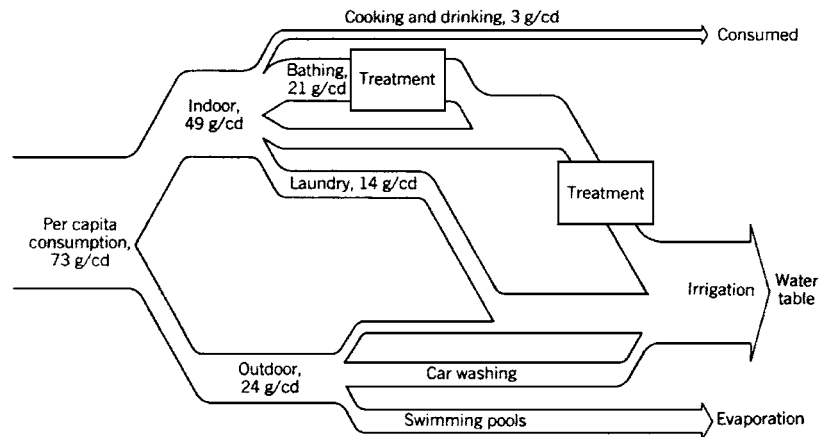 Cooking and drinking, 3 g/cd
Consumed
Bathing,
21 g/cd
Treatment
Indoor,
49 g/cd
Laundry, 14 g/cd
Treatment
Per capita
consumption,
73 g/cd
Irrigation
Water
table
Outdoor,
24 g/cd
Car washing
Swimming pools
Evaporation